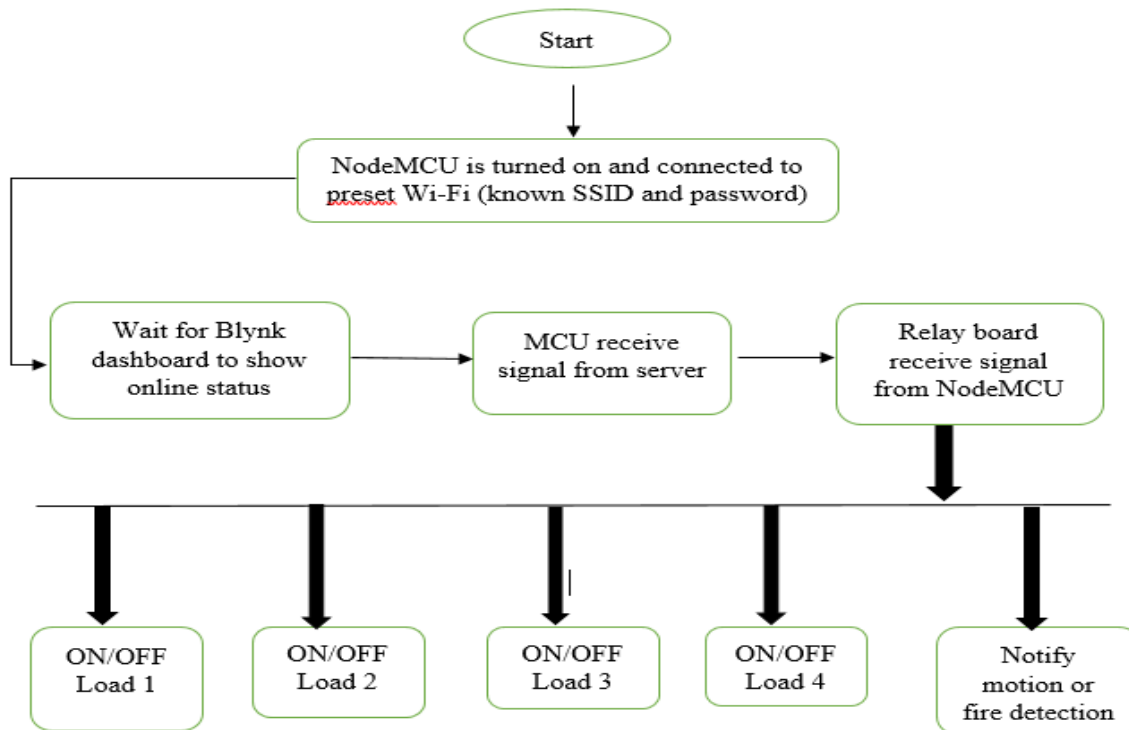 Start
NodeMCU is turned on and connected to
preset Wi-Fi (known SSID and password)
Wait for Blynk
dashboard to show
online status
MCU receive
signal from server
Relay board
receive signal
from NodeMCU
ON/OFF
Load 1
ON/OFF
Load 2
ON/OFF
Load 3
ON/OFF
Load 4
Notify
motion or
fire detection